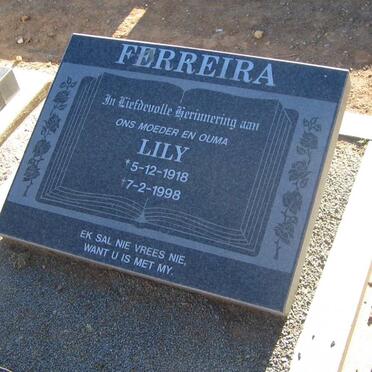 FERREIRA
In Liefdevolle Herinnering aan
ONS MOEDER EN OUMA
LILY
*5-12-1918
†7-2-1998
EK SAL NIE VREES NIE,
WANT U IS MET MY.